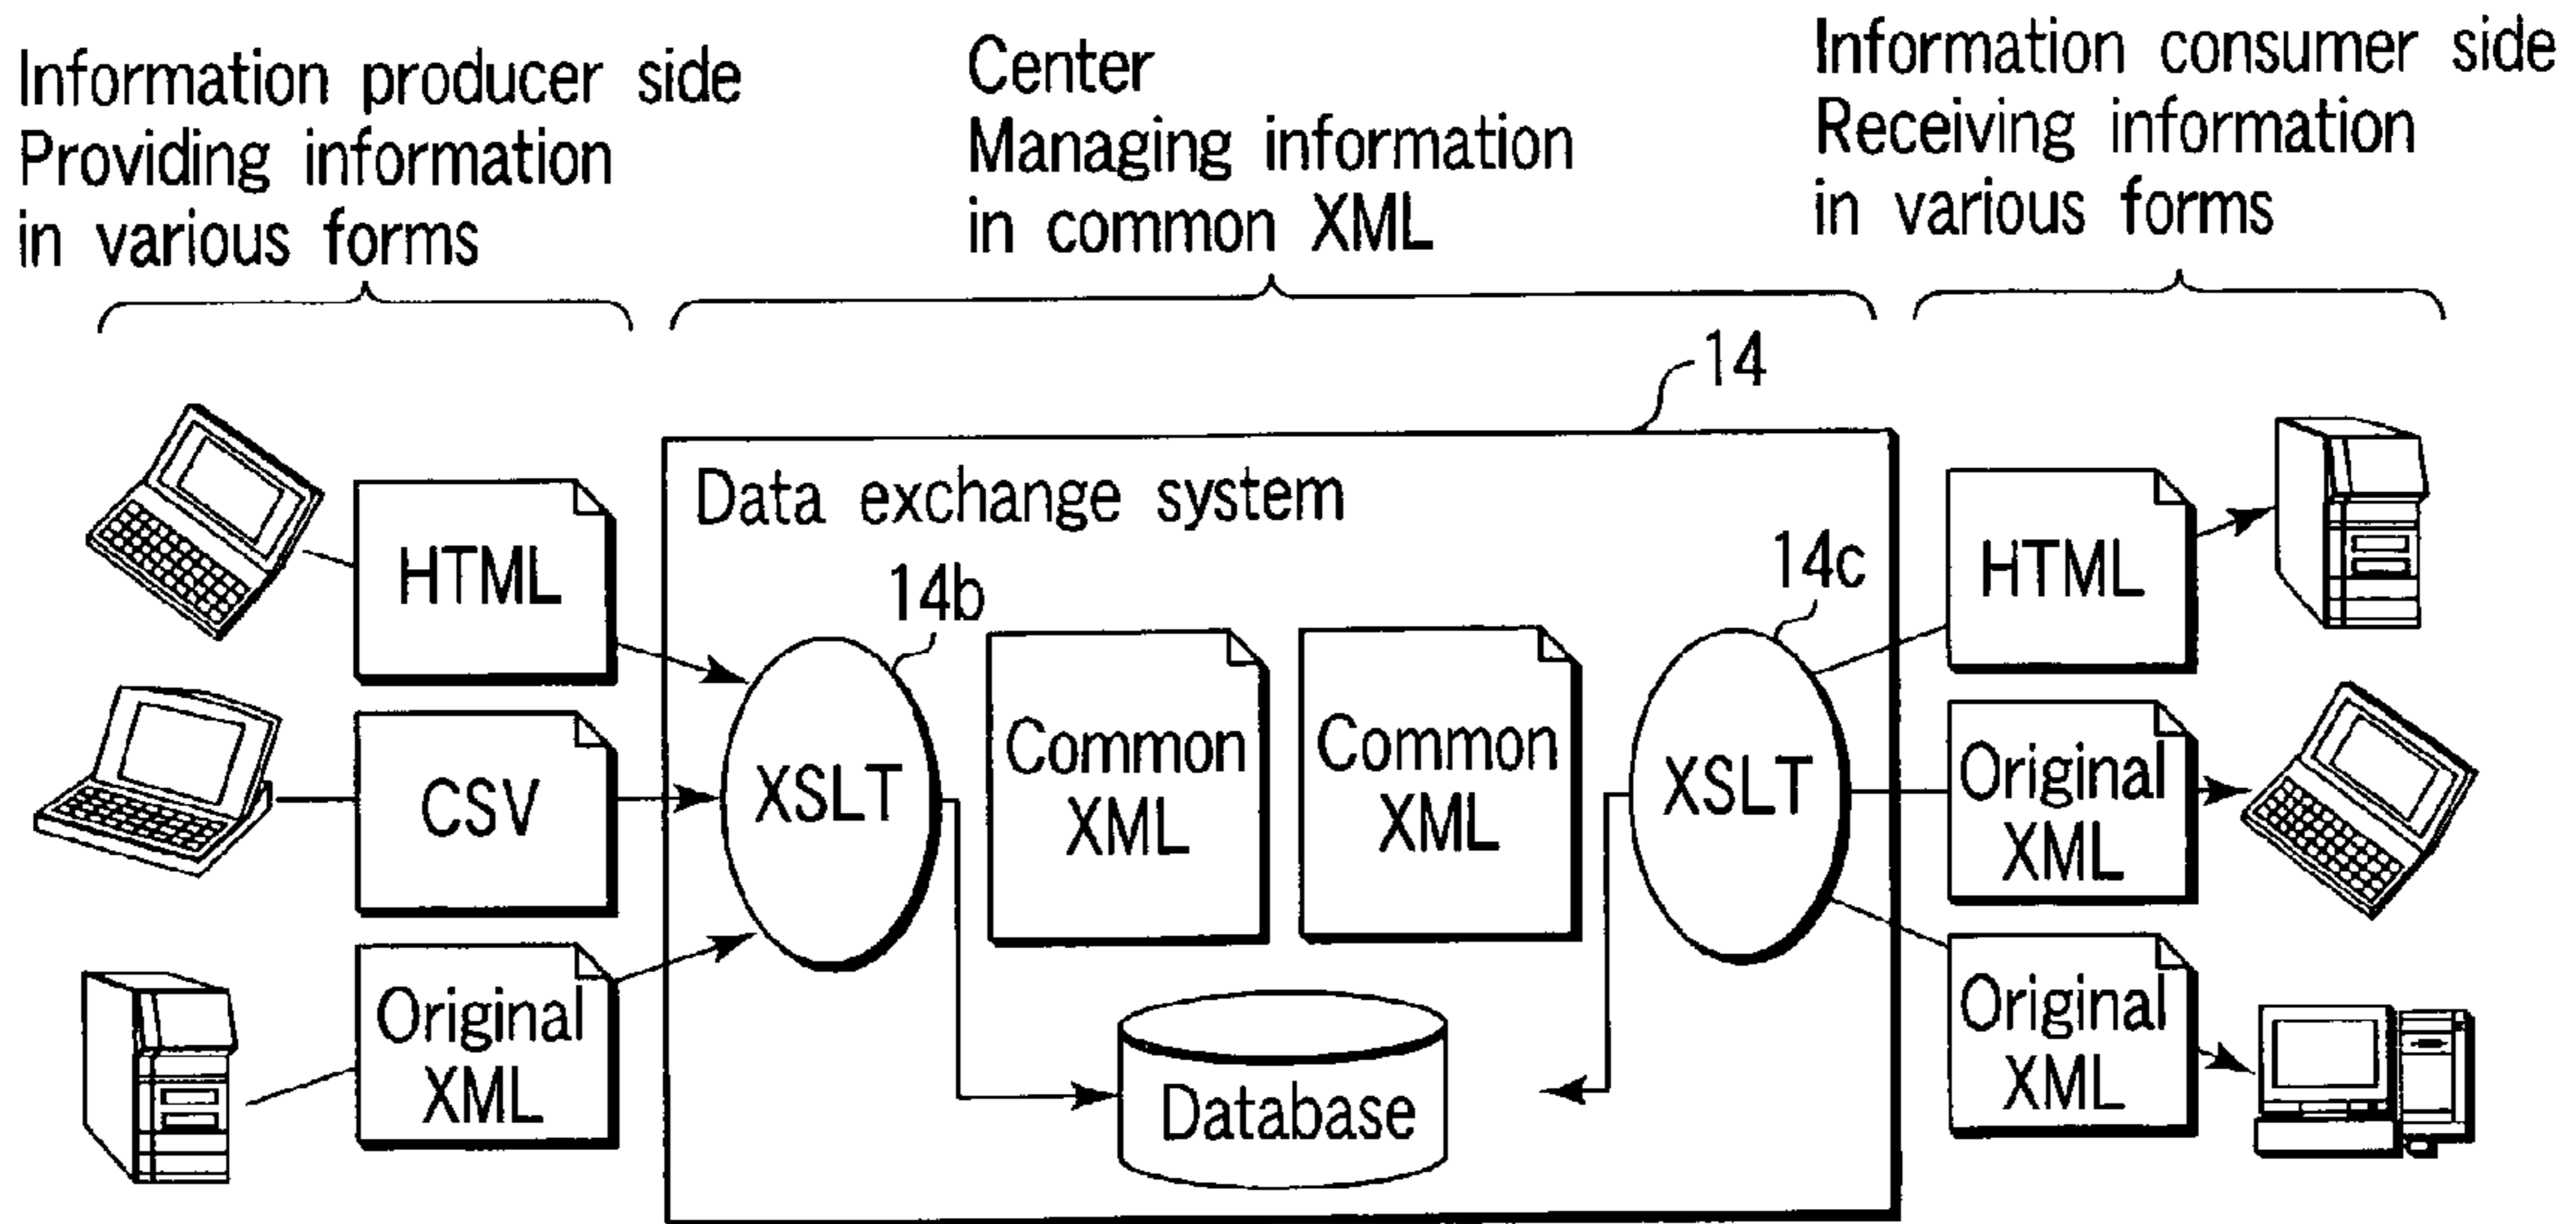 Information producer side
Providing information
in various forms
Center
Managing information
in common XML
Information consumer side
Receiving information
in various forms
14
Data exchange system
14b
14c
HTML
CSV
Original
XML
XSLT
Common
XML
Common
XML
XSLT
Database
HTML
Original
XML
Original
XML